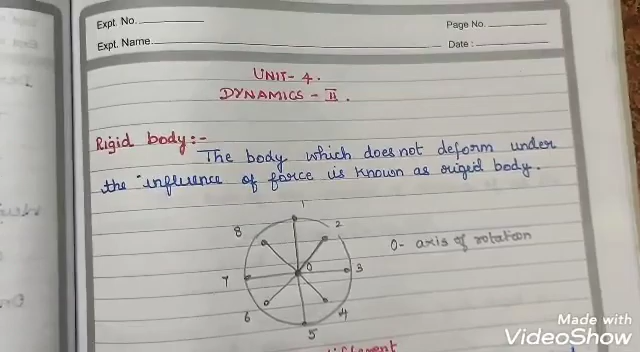 Expt. No.
Page No.
Expt. Name
Date :
UNIT- 4.
DYNAMICS - II.
Rigid body:-
The body which does not deform under
the influence of force is known as rigid body.
1
8
2
0- axis of rotation
7
0
3
6
4
5
Made with
VideoShow